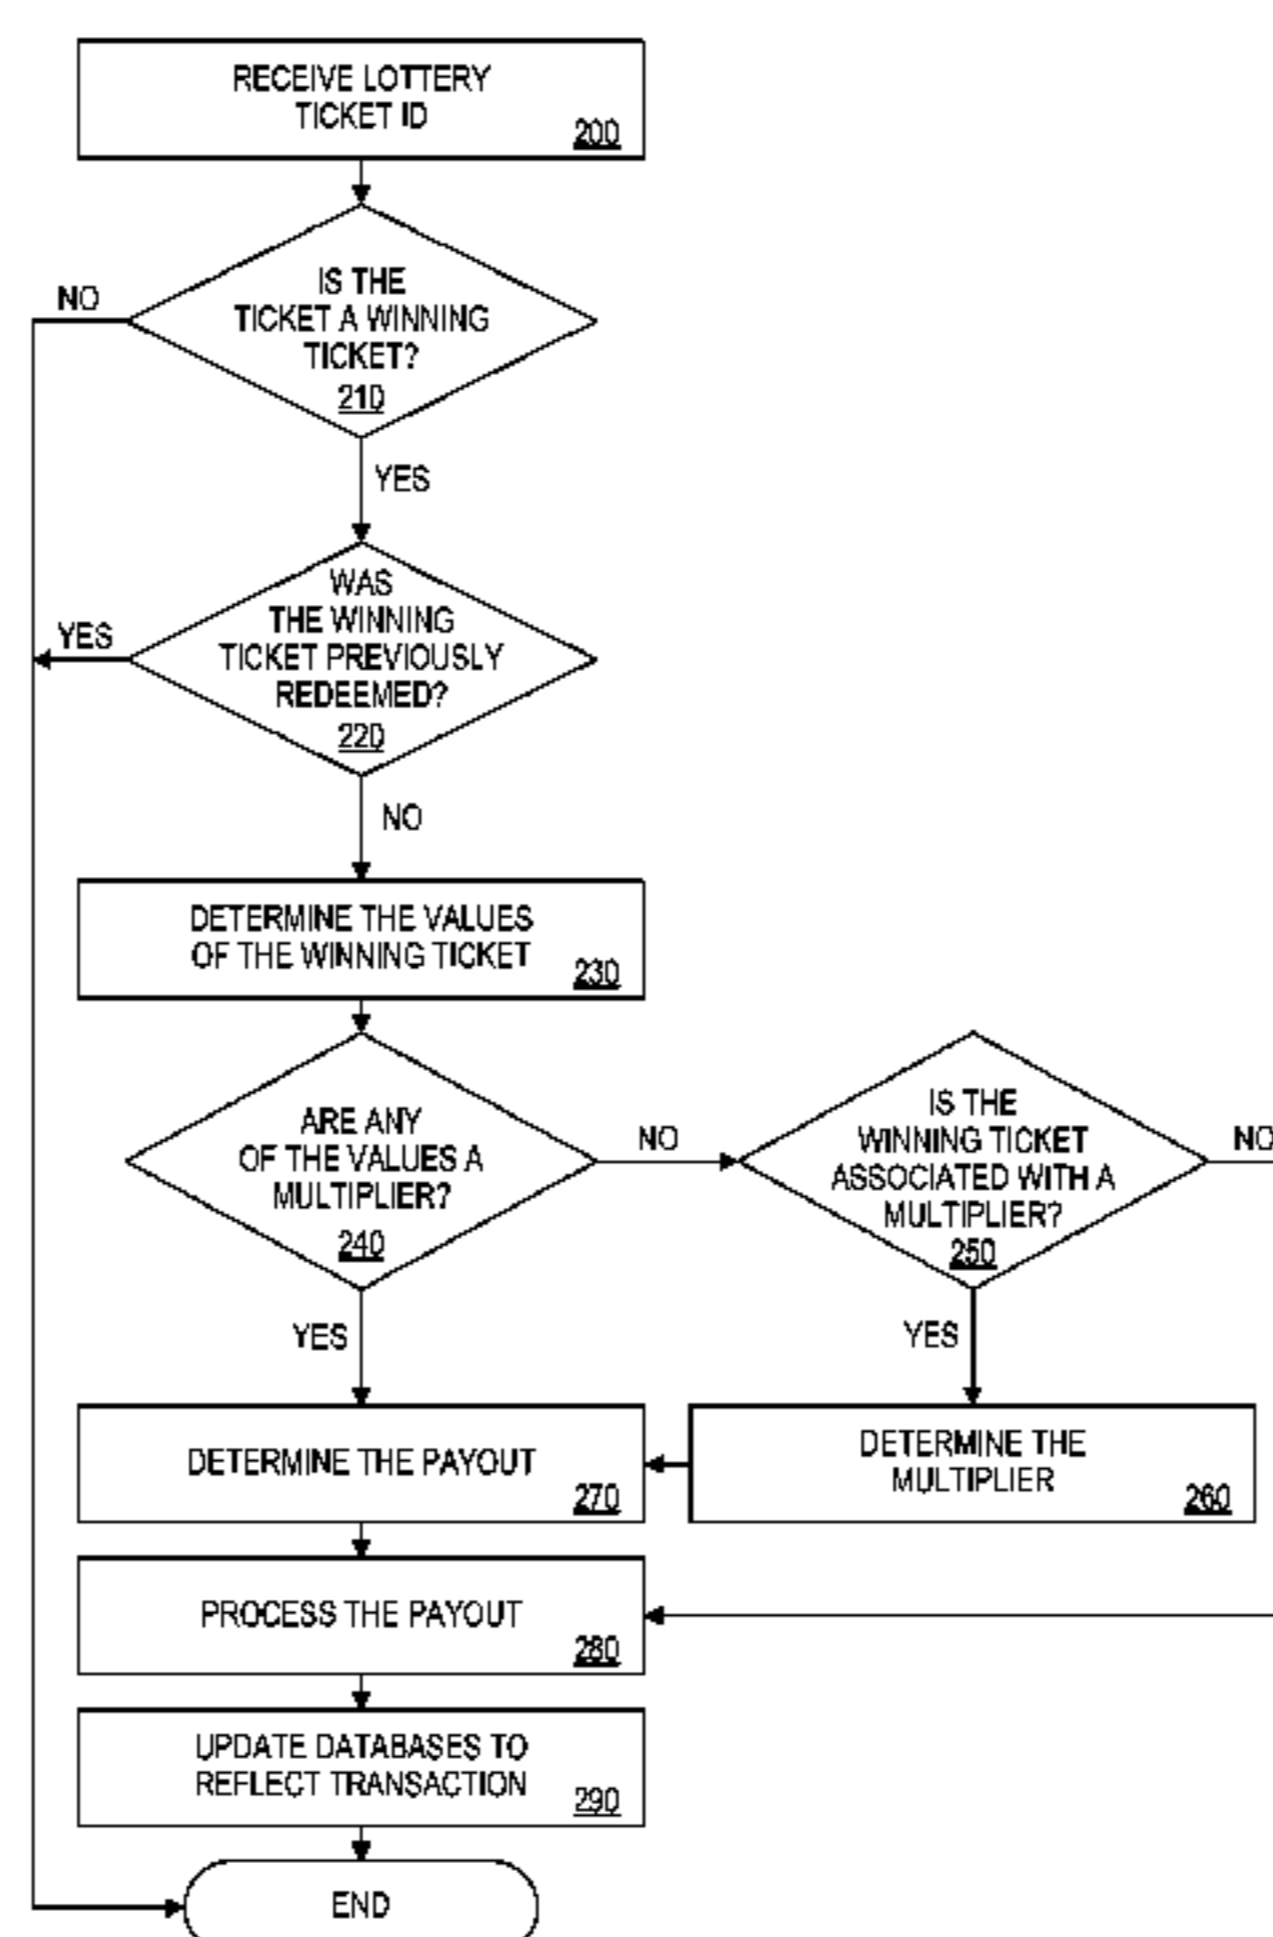 RECEIVE LOTTERY
TICKET ID
200
IS THE
TICKET A WINNING
TICKET?
210
NO
YES
WAS
THE WINNING
TICKET PREVIOUSLY
REDEEMED?
220
YES
NO
DETERMINE THE VALUES
OF THE WINNING TICKET
230
ARE ANY
OF THE VALUES A
MULTIPLIER?
240
NO
YES
IS THE
WINNING TICKET
ASSOCIATED WITH A
MULTIPLIER?
250
NO
YES
DETERMINE THE
MULTIPLIER
260
DETERMINE THE PAYOUT
270
PROCESS THE PAYOUT
280
UPDATE DATABASES TO
REFLECT TRANSACTION
290
END